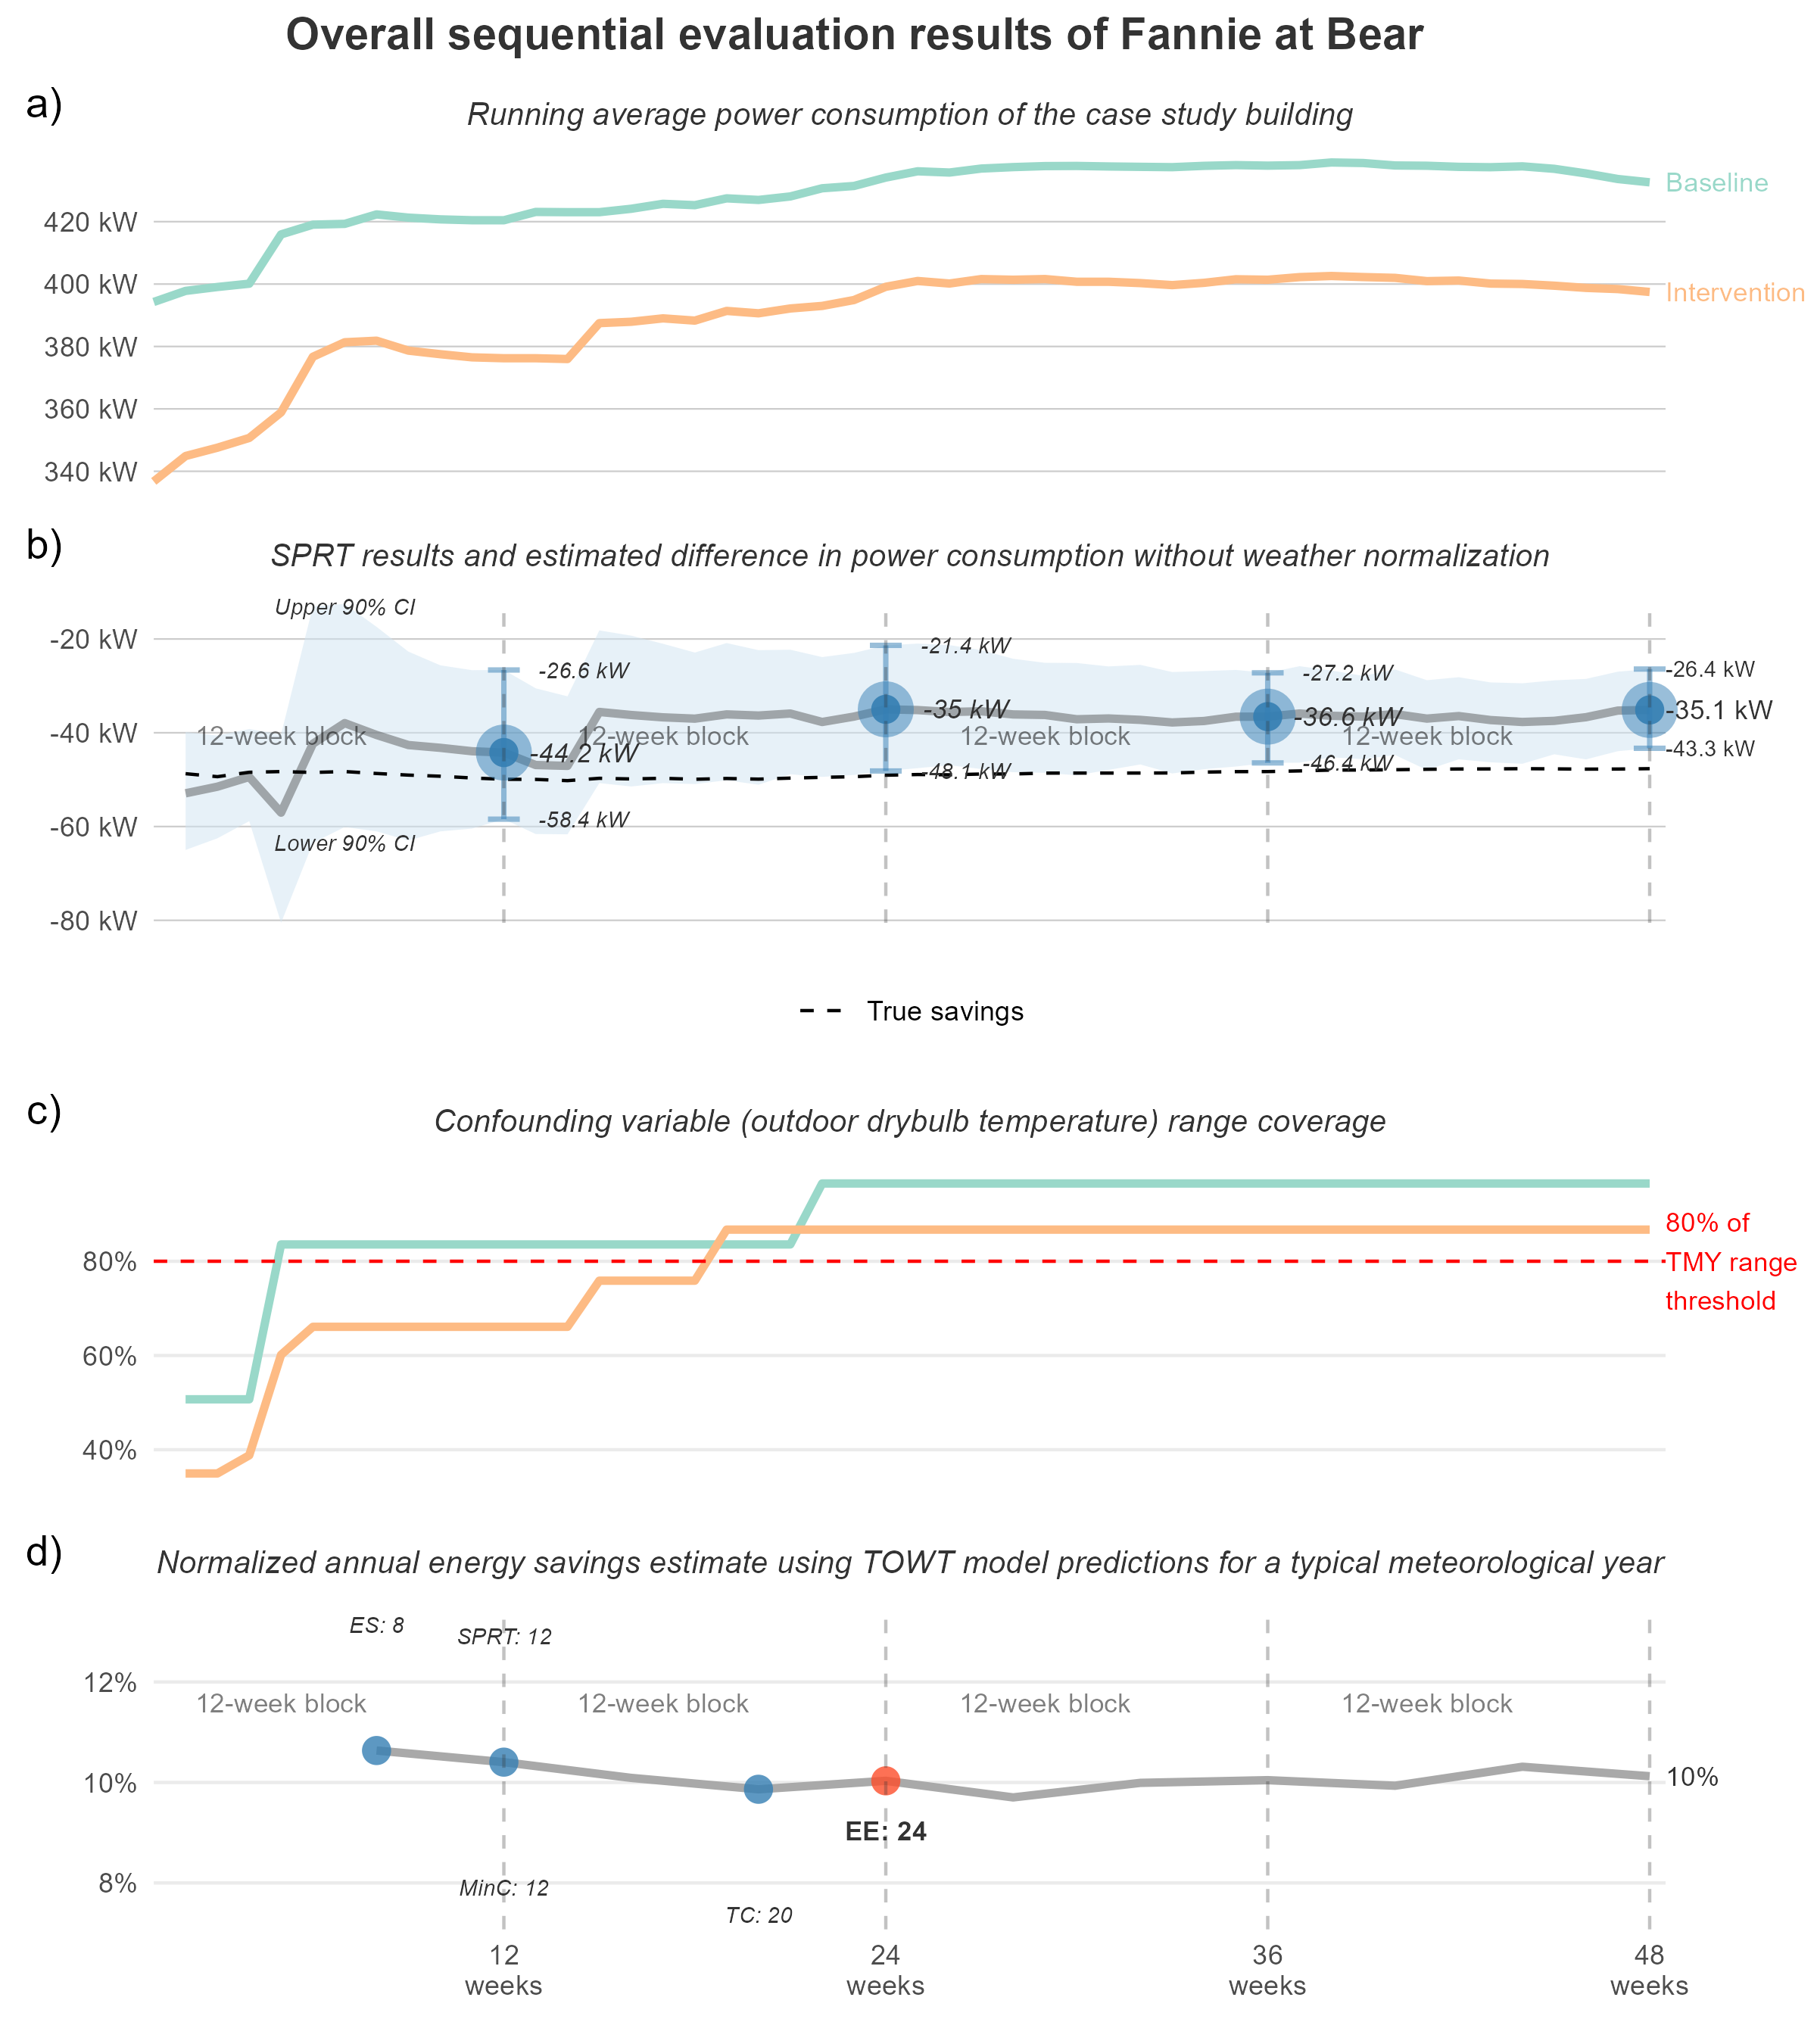 Overall sequential evaluation results of Fannie at Bear
a)
Running average power consumption of the case study building
Baseline
420 kW
400 kW
Intervention
380 kW
360 kW
340 kW
b)
SPRT results and estimated difference in power consumption without weather normalization
Upper 90% CI
-20 kW
-21.4 kW
-26.6 kW
-27.2 kW
-26.4 kW
-35 kW
-36.6 kW
-35.1 kW
-40 kW
12-week block
12-week block
12-week block
12-week block
-44.2 kW
-43.3 kW
-48.1 kW
-46.4 kW
-58.4 kW
-60 kW
Lower 90% CI
-80 kW
True savings
c)
Confounding variable (outdoor drybulb temperature) range coverage
80% of
TMY range
threshold
80%
60%
40%
d)
Normalized annual energy savings estimate using TOWT model predictions for a typical meteorological year
ES: 8
SPRT: 12
12%
12-week block
12-week block
12-week block
12-week block
10%
10%
EE: 24
8%
MinC: 12
TC: 20
12
weeks
24
weeks
36
weeks
48
weeks